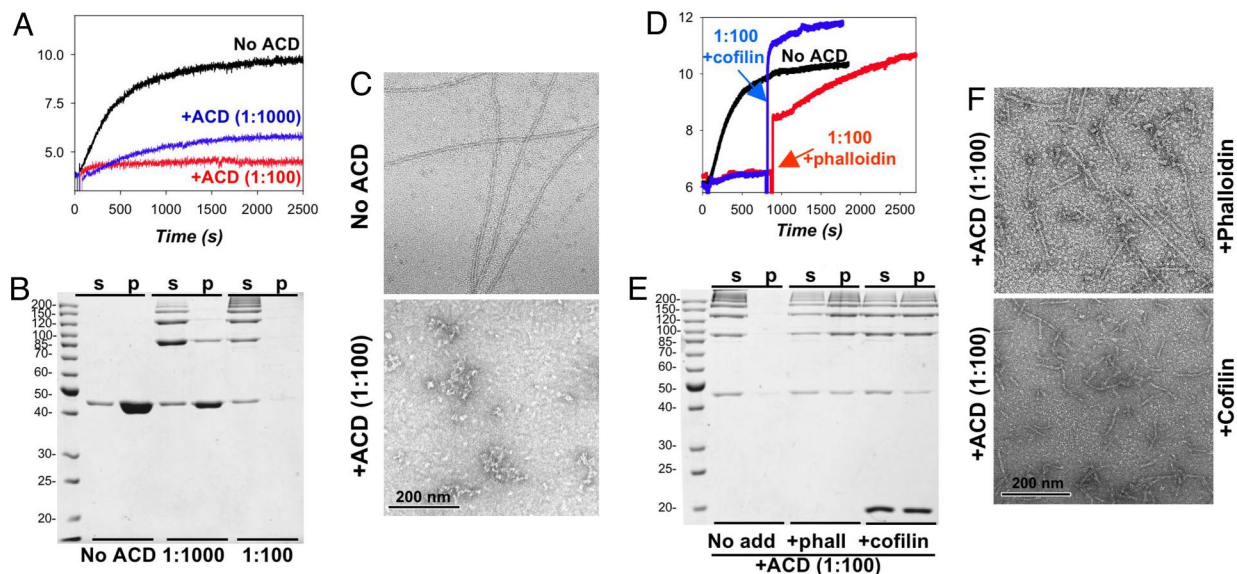 A
10.0
7.5
5.0
No ACD
+ACD (1:1000)
+ACD (1:100)
0 500 1000 1500 2000 2500
Time (s)
B
s p s p s p
200-
150-
120-
100-
85-
70-
60-
50-
40-
30-
25-
20-
No ACD 1:1000 1:100
C
No ACD
+ACD (1:100)
200 nm
D
12
10
8
6
1:100
+cofilin
No ACD
1:100
+phalloidin
0 500 1000 1500 2000 2500
Time (s)
E
s p s p s p
200-
150-
120-
100-
85-
70-
60-
50-
40-
30-
25-
20-
No add +phall +cofilin
+ACD (1:100)
F
+ACD (1:100)
+Phalloidin
+ACD (1:100)
+Cofilin
200 nm